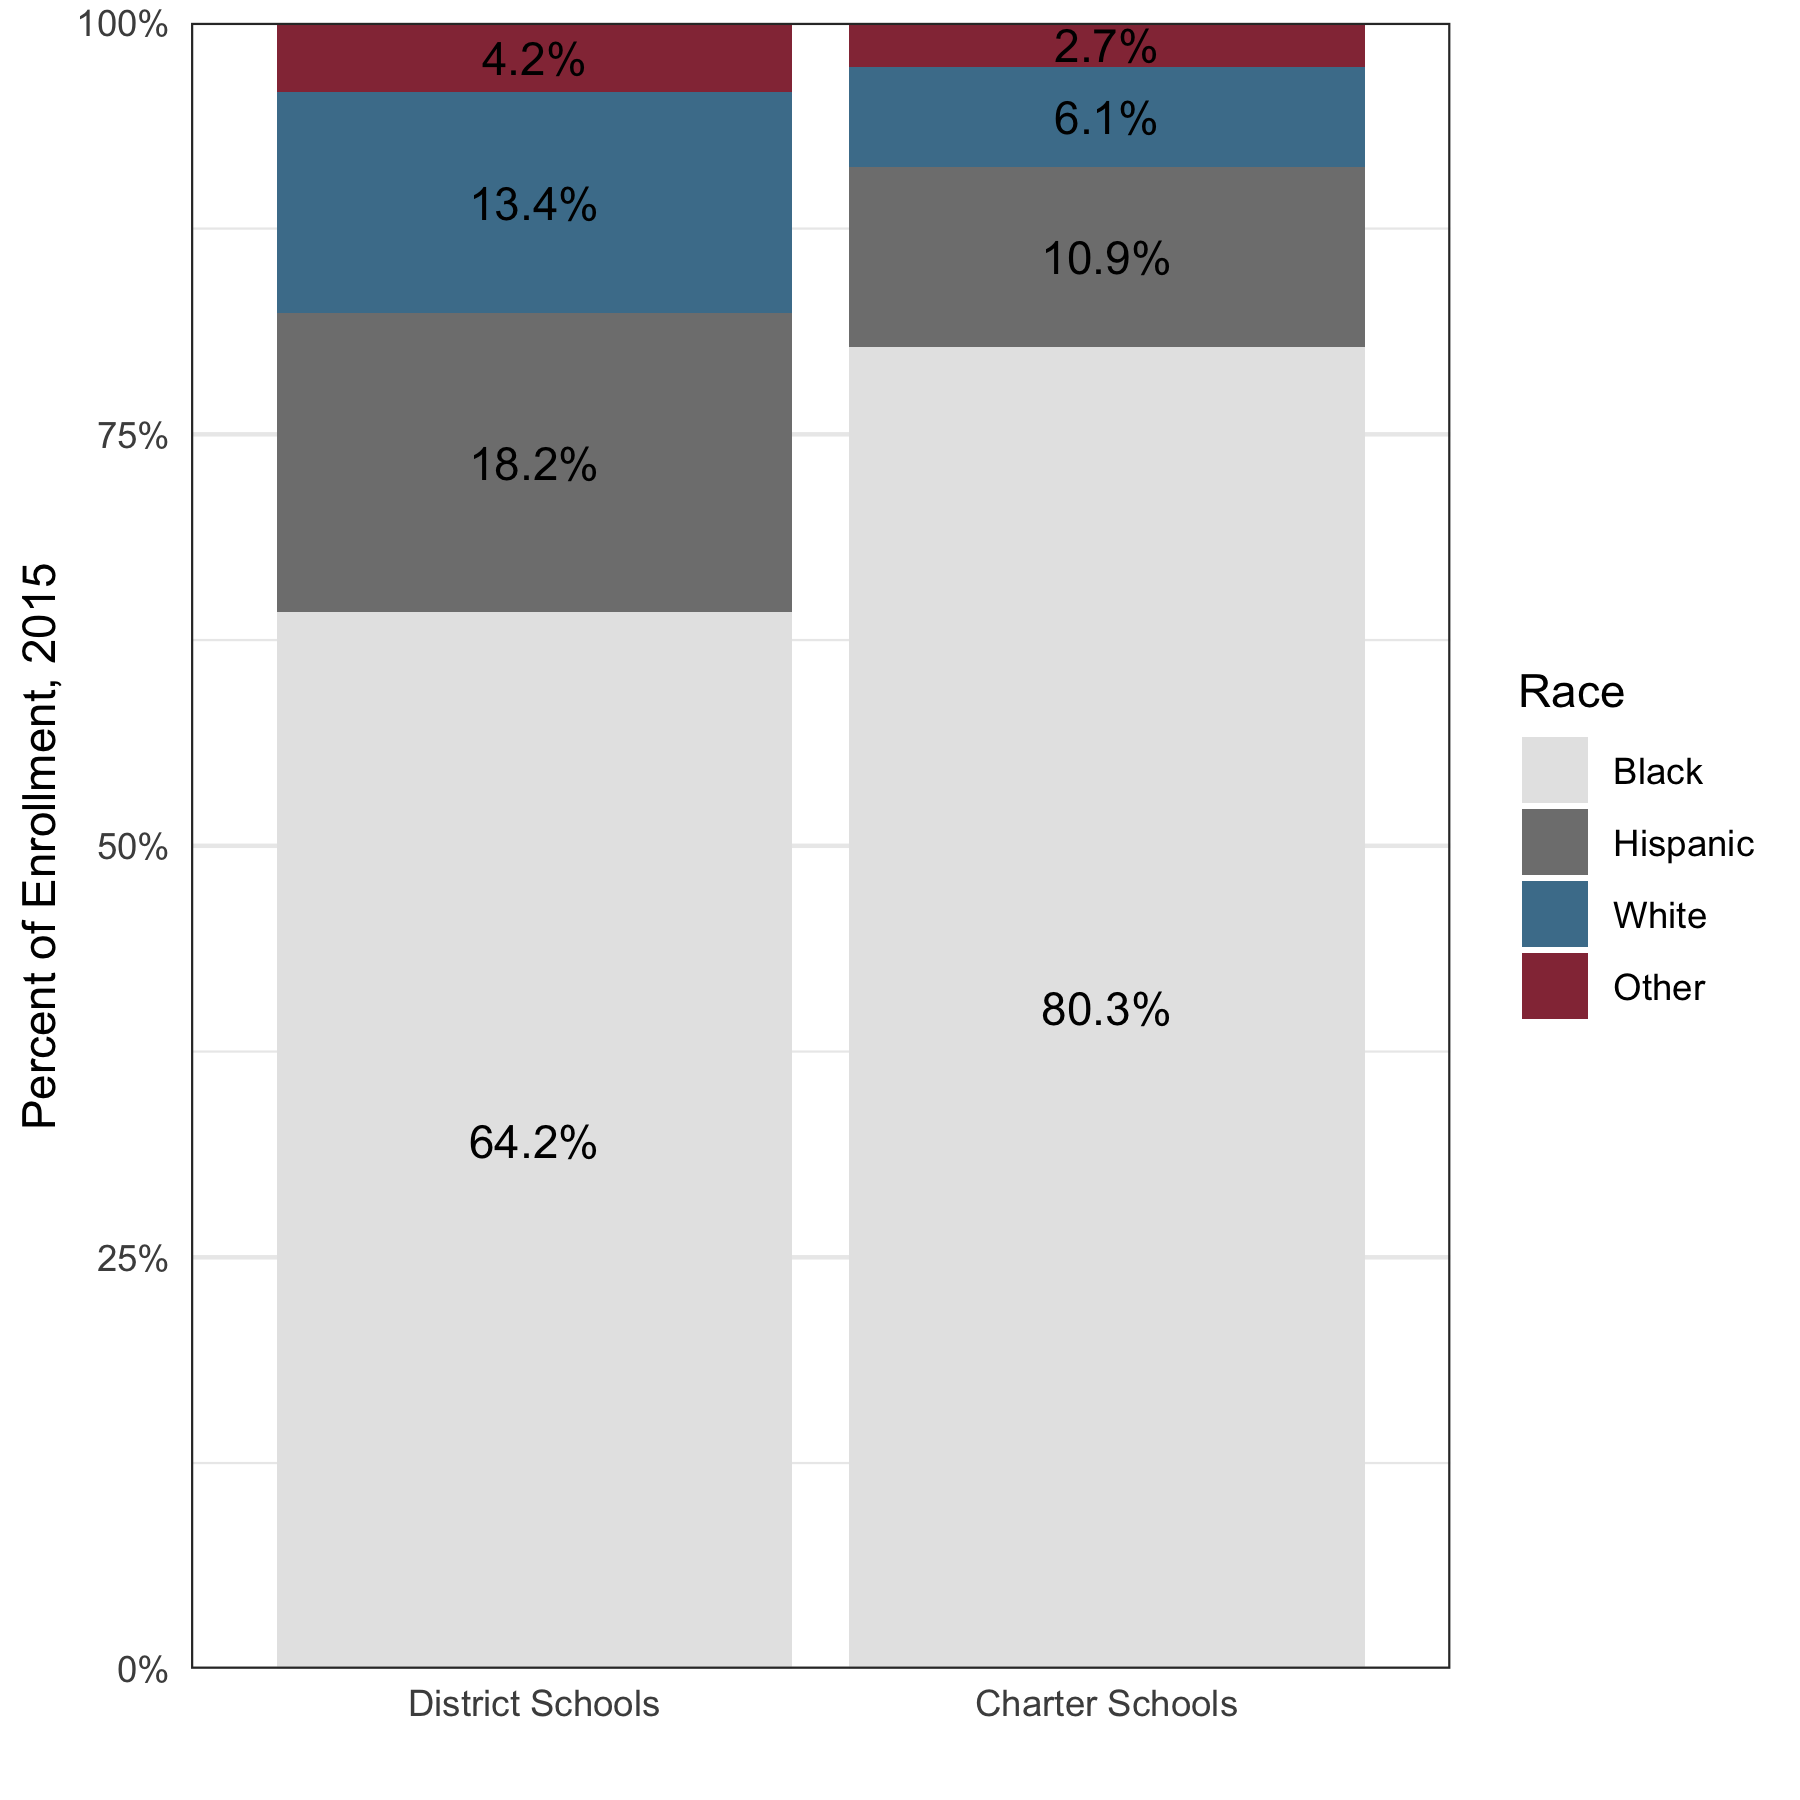 Percent of Enrollment, 2015
100%
75%
50%
25%
0%
4.2%
13.4%
18.2%
64.2%
2.7%
6.1%
10.9%
80.3%
District Schools
Charter Schools
Race
Black
Hispanic
White
Other